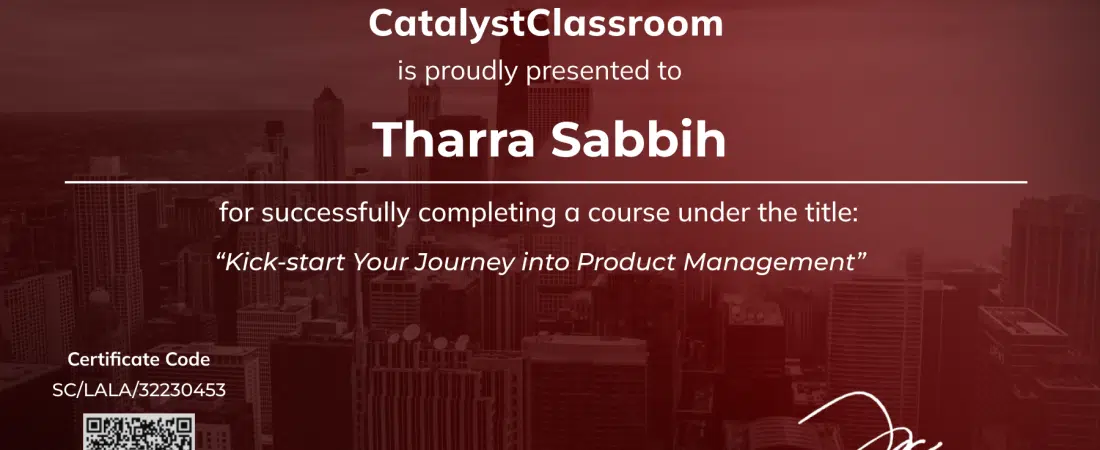 CatalystClassroom
is proudly presented to
Tharra Sabbih
for successfully completing a course under the title:
“Kick-start Your Journey into Product Management”
Certificate Code
SC/LALA/32230453